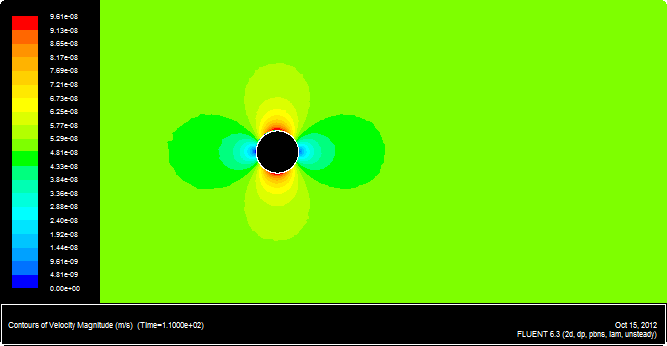 9.61e-08
9.13e-08
8.65e-08
8.17e-08
7.69e-08
7.21e-08
6.73e-08
6.25e-08
5.77e-08
5.29e-08
4.81e-08
4.33e-08
3.84e-08
3.36e-08
2.88e-08
2.40e-08
1.92e-08
1.44e-08
9.61e-09
4.81e-09
0.00e+00
Contours of Velocity Magnitude (m/s)  (Time=1.1000e+02)
Oct 15, 2012
FLUENT 6.3 (2d, dp, pbns, lam, unsteady)